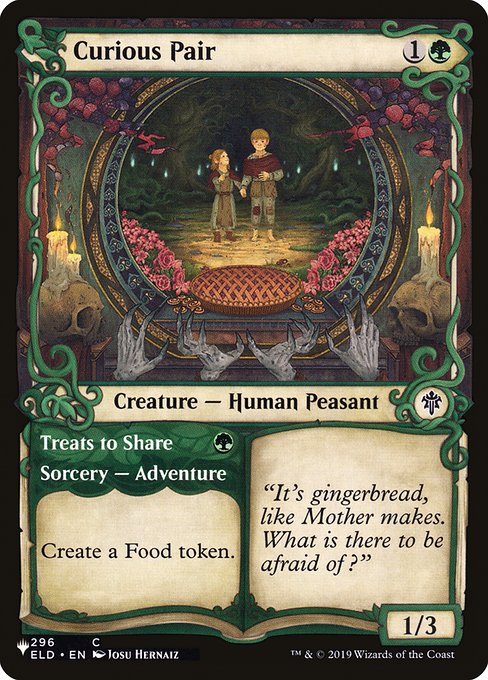 Curious Pair 1
Creature — Human Peasant
Treats to Share
Sorcery — Adventure
Create a Food token.
“It’s gingerbread,
like Mother makes.
What is there to be
afraid of?”
1/3
296 C
ELD • EN Josu Hernaiz
™ & © 2019 Wizards of the Coast